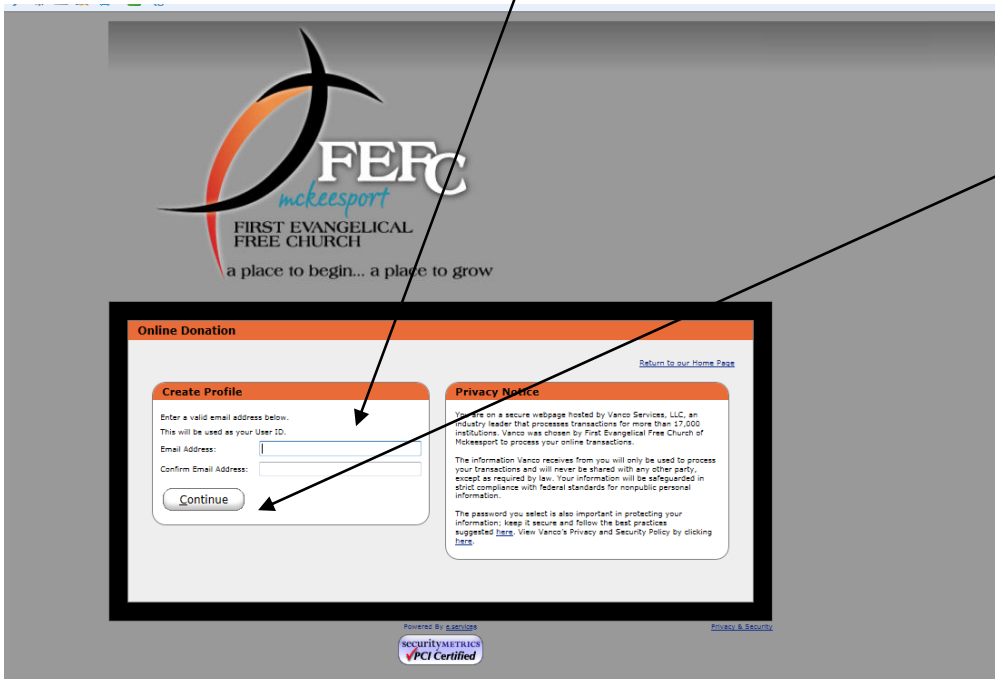 FEFC
mckeesport
FIRST EVANGELICAL
FREE CHURCH
a place to begin... a place to grow
Online Donation
Return to our Home Page
Create Profile
Enter a valid email address below.
This will be used as your User ID.
Email Address:
Confirm Email Address:
Continue
Privacy Notice
You are on a secure webpage hosted by Vanco Services, LLC, an
industry leader that processes transactions for more than 17,000
institutions. Vanco was chosen by First Evangelical Free Church of
Mckeesport to process your online transactions.
The information Vanco receives from you will only be used to process
your transactions and will never be shared with any other party,
except as required by law. Your information will be safeguarded in
strict compliance with federal standards for nonpublic personal
information.
The password you select is also important in protecting your
information; keep it secure and follow the best practices
suggested here. View Vanco's Privacy and Security Policy by clicking
here.
Powered By e.services
Privacy & Security
securityMETRICS
PCI Certified